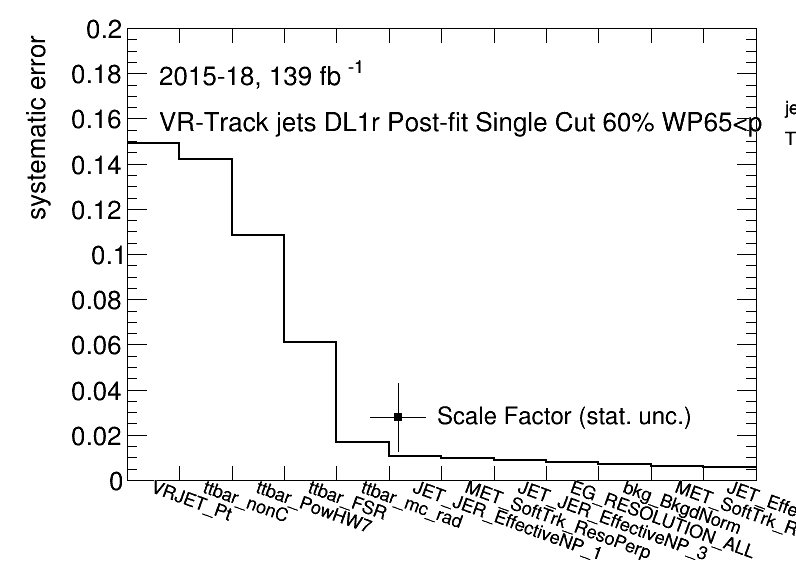 systematic error
0.2
0.18
0.16
0.14
0.12
0.1
0.08
0.06
0.04
0.02
0
2015-18, 139 fb -1
VR-Track jets DL1r Post-fit Single Cut 60% WP65<p
je
T
Scale Factor (stat. unc.)
VRJET_Pt
ttbar_nonC
ttbar_PowHW7
ttbar_FSR
ttbar_mc_rad
JET_JER_EffectiveNP_1
MET_SoftTrk_ResoPerp
JET_JER_EffectiveNP_3
EG_RESOLUTION_ALL
bkg_BkgdNorm
MET_SoftTrk_R
JET_Effe